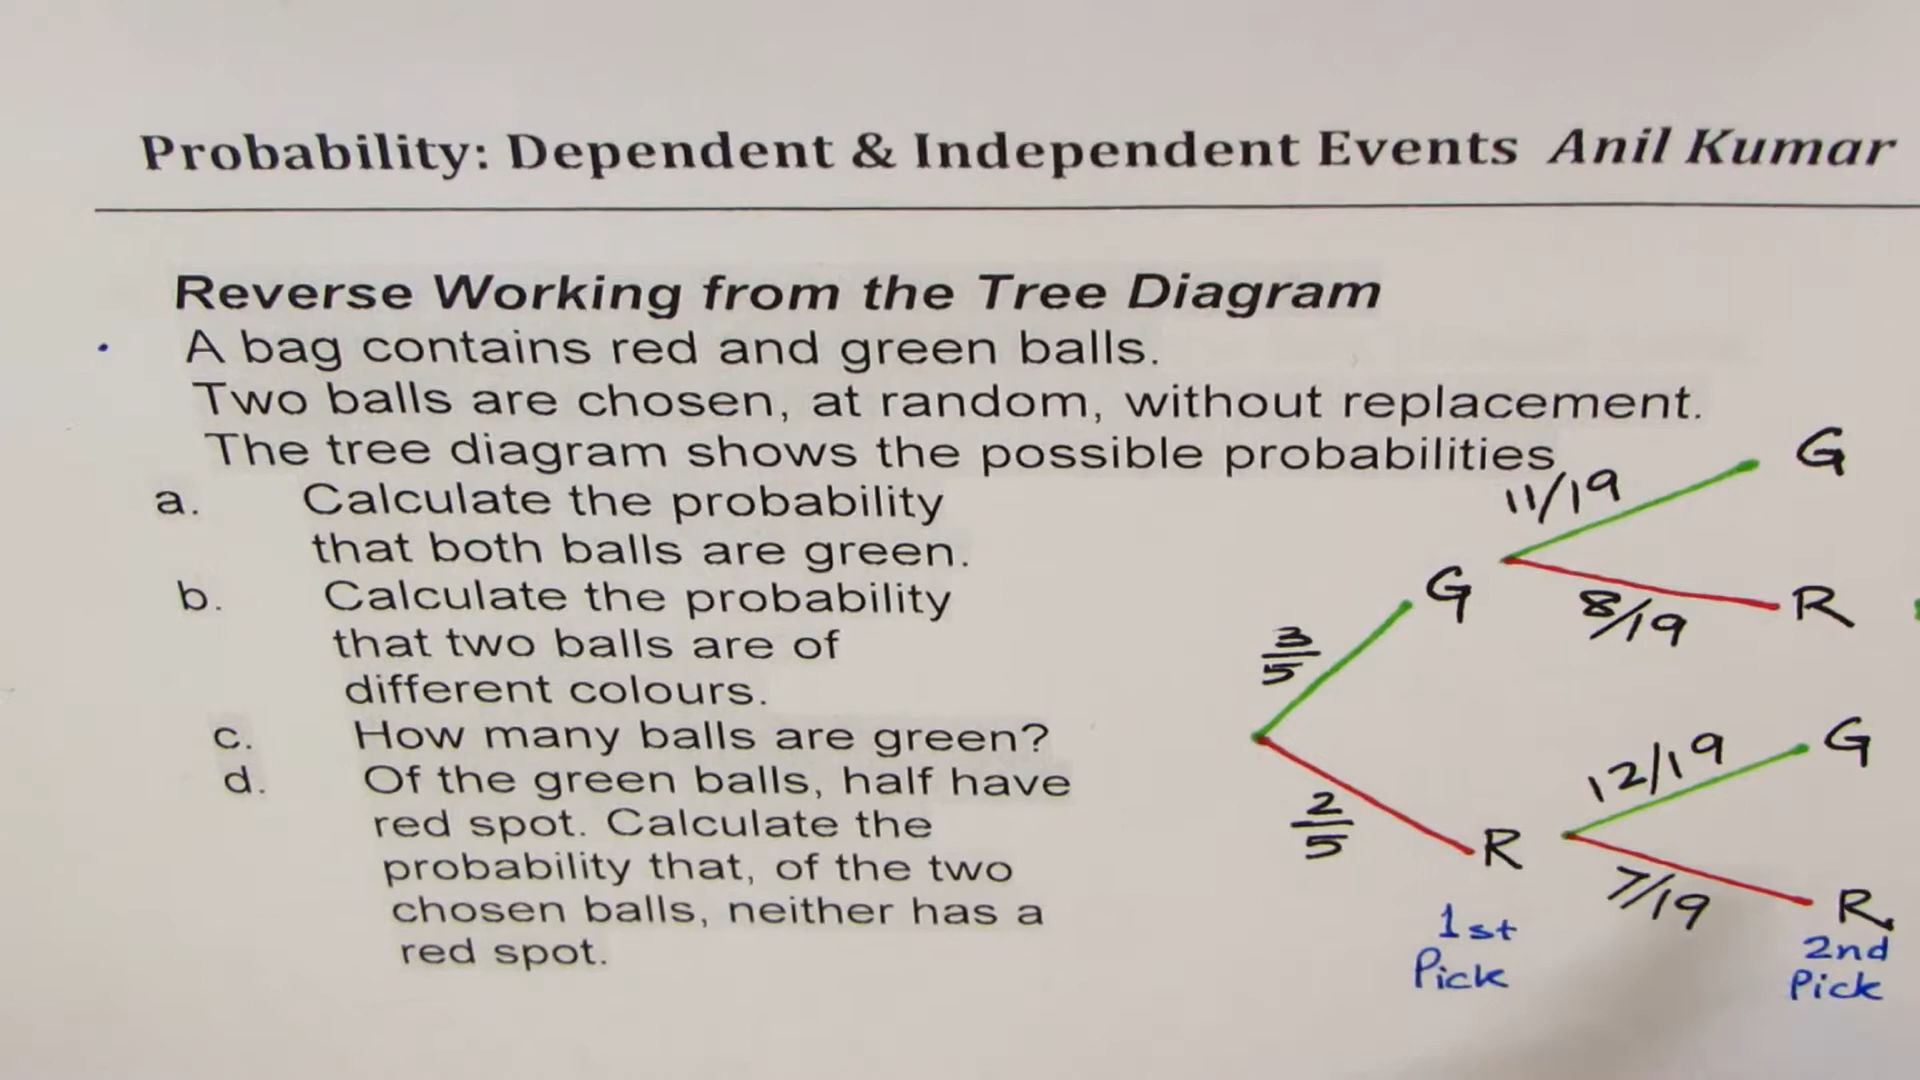 Probability: Dependent & Independent Events Anil Kumar
Reverse Working from the Tree Diagram
A bag contains red and green balls.
Two balls are chosen, at random, without replacement.
The tree diagram shows the possible probabilities
a. Calculate the probability
that both balls are green.
b. Calculate the probability
that two balls are of
different colours.
c. How many balls are green?
d. Of the green balls, half have
red spot. Calculate the
probability that, of the two
chosen balls, neither has a
red spot.
G
11/19
G
8/19
R
3/5
12/19
G
2/5
R
7/19
R
1st
Pick
2nd
Pick